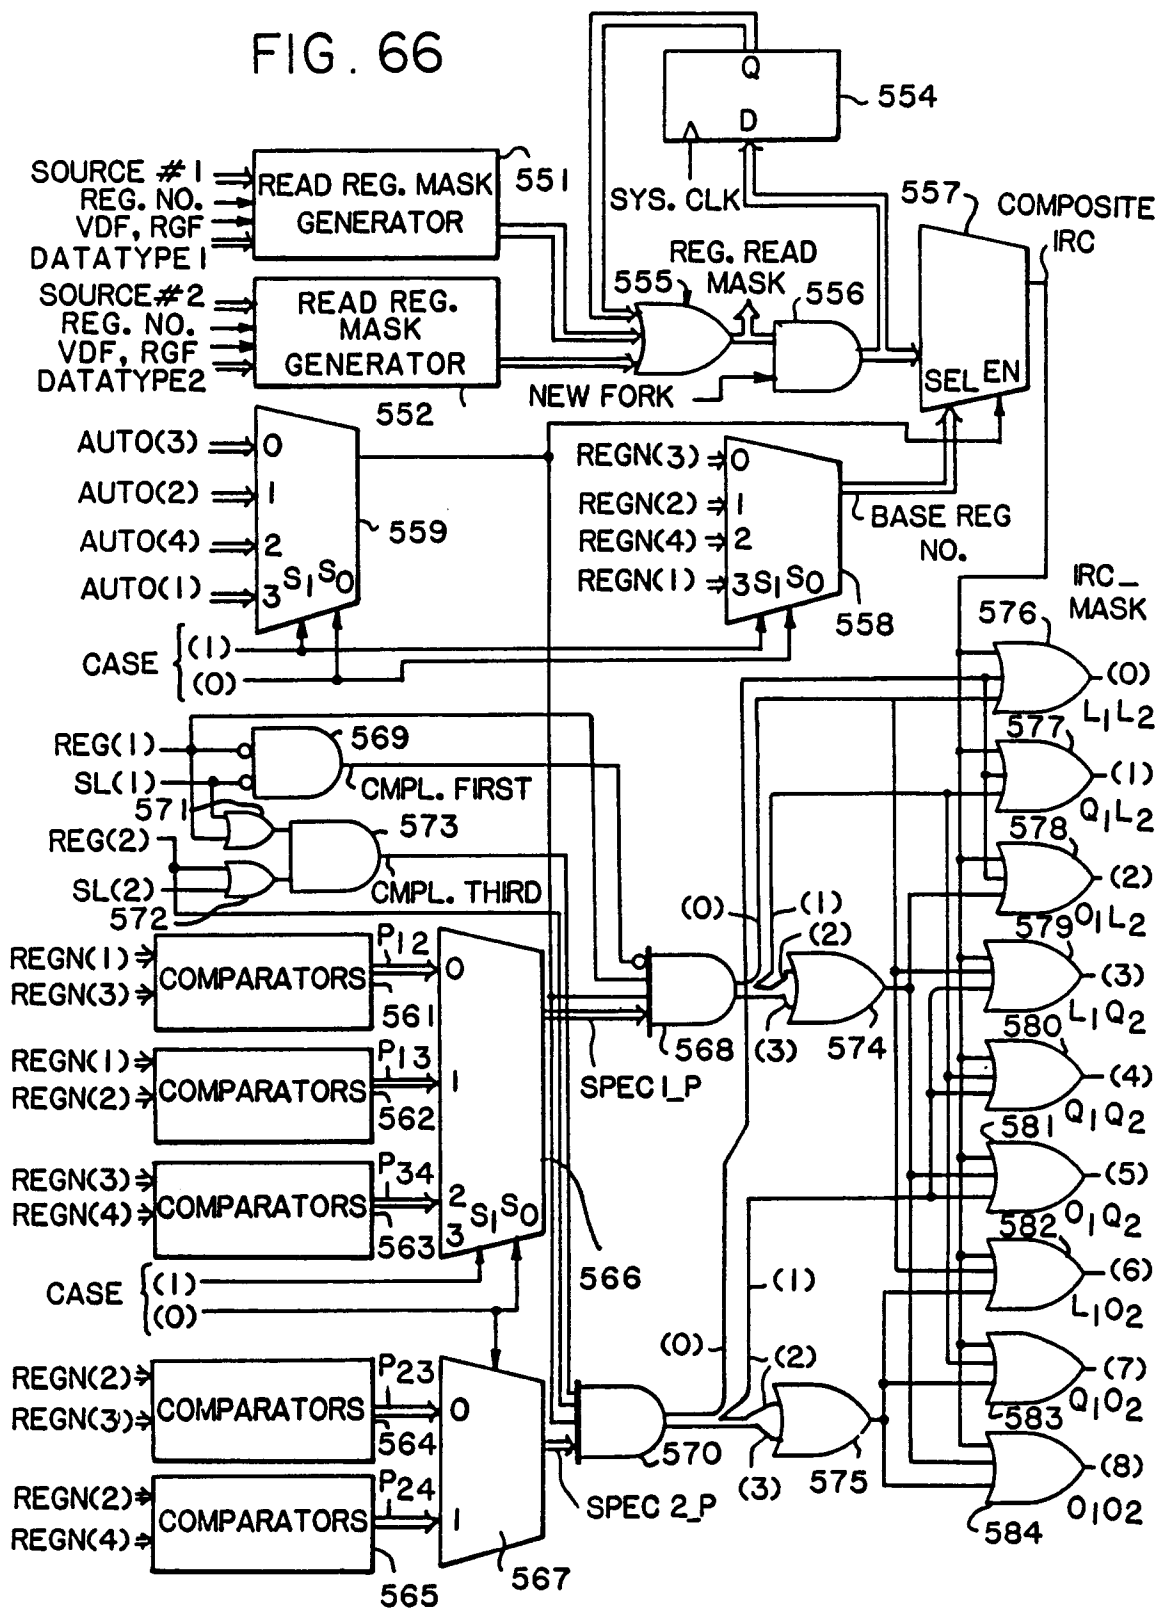 FIG. 66
Q
D
554
SYS. CLK
SOURCE #1
REG. NO.
VDF, RGF
DATATYPE1
READ REG. MASK
GENERATOR
551
SOURCE#2
REG. NO.
VDF, RGF
DATATYPE2
READ REG.
MASK
GENERATOR
552
REG. READ
MASK
555
556
NEW FORK
557
COMPOSITE
IRC
SEL
EN
AUTO(3)
AUTO(2)
AUTO(4)
AUTO(1)
0
1
2
3
S1
S0
559
REGN(3)
REGN(2)
REGN(4)
REGN(1)
0
1
2
3
S1
S0
558
BASE REG
NO.
CASE
(1)
(0)
IRC_
MASK
REG(1)
SL(1)
569
CMPL. FIRST
571
REG(2)
SL(2)
572
573
CMPL. THIRD
REGN(1)
REGN(3)
COMPARATORS
P12
561
REGN(1)
REGN(2)
COMPARATORS
P13
562
REGN(3)
REGN(4)
COMPARATORS
P34
563
0
1
2
3
S1
S0
566
CASE
(1)
(0)
REGN(2)
REGN(3)
COMPARATORS
P23
564
REGN(2)
REGN(4)
COMPARATORS
P24
565
0
1
567
SPEC1_P
568
(0)
(1)
(2)
(3)
574
SPEC 2_P
570
(0)
(1)
(2)
(3)
575
576
(0)
L1L2
577
(1)
Q1L2
578
(2)
O1L2
579
(3)
L1Q2
580
(4)
Q1Q2
581
(5)
O1Q2
582
(6)
L1O2
(7)
Q1O2
583
(8)
O1O2
584